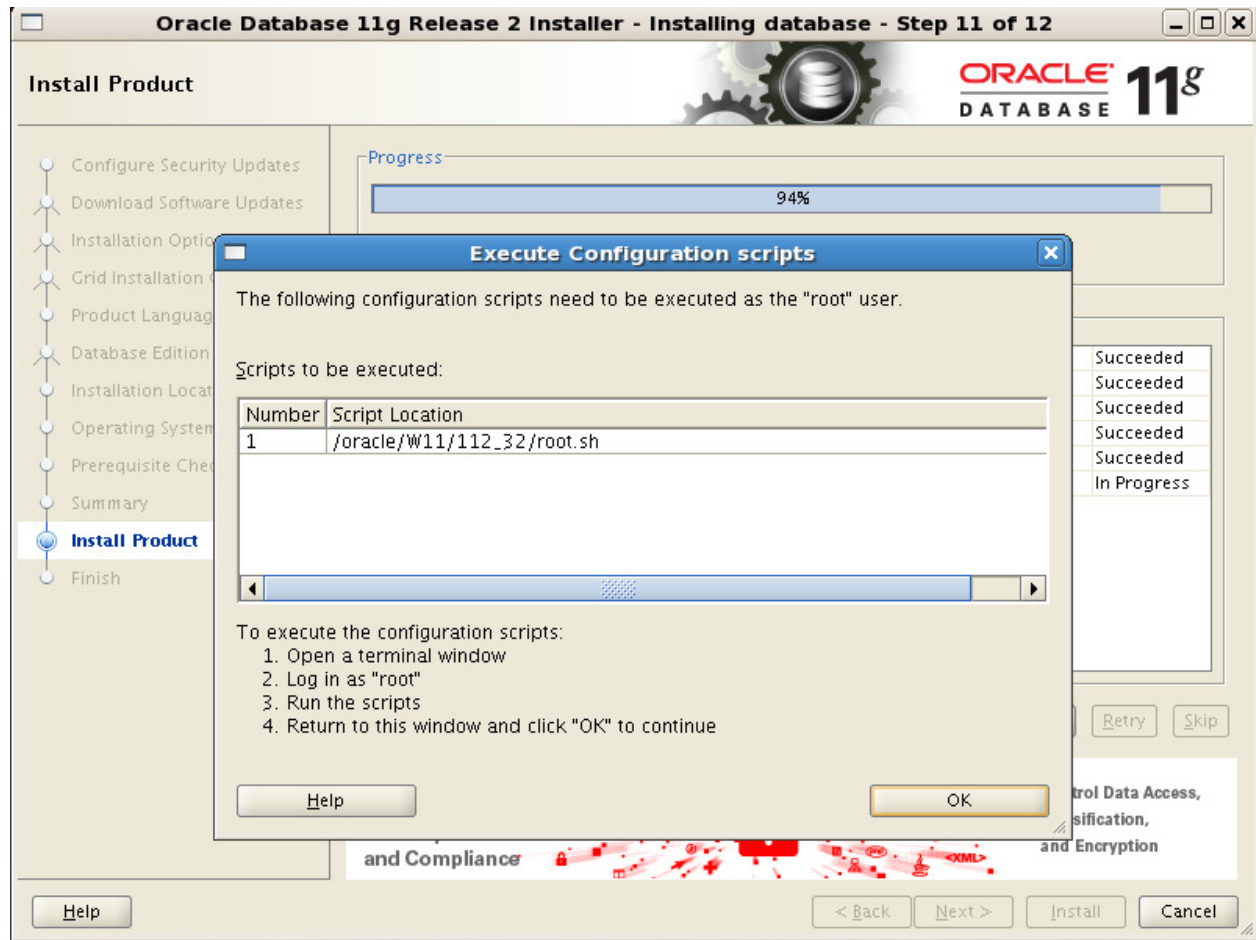 Oracle Database 11g Release 2 Installer - Installing database - Step 11 of 12
Install Product
ORACLE
DATABASE
11g
Configure Security Updates
Download Software Updates
Installation Optio
Grid Installation
Product Languag
Database Edition
Installation Locat
Operating System
Prerequisite Chec
Summary
Install Product
Finish
Progress
94%
Execute Configuration scripts
The following configuration scripts need to be executed as the "root" user.
Scripts to be executed:
Number Script Location
1 /oracle/W11/112_32/root.sh
To execute the configuration scripts:
1. Open a terminal window
2. Log in as "root"
3. Run the scripts
4. Return to this window and click "OK" to continue
Help
OK
Succeeded
Succeeded
Succeeded
Succeeded
Succeeded
In Progress
Retry
Skip
and Compliance
<XML>
trol Data Access,
sification,
and Encryption
Help
< Back
Next >
Install
Cancel